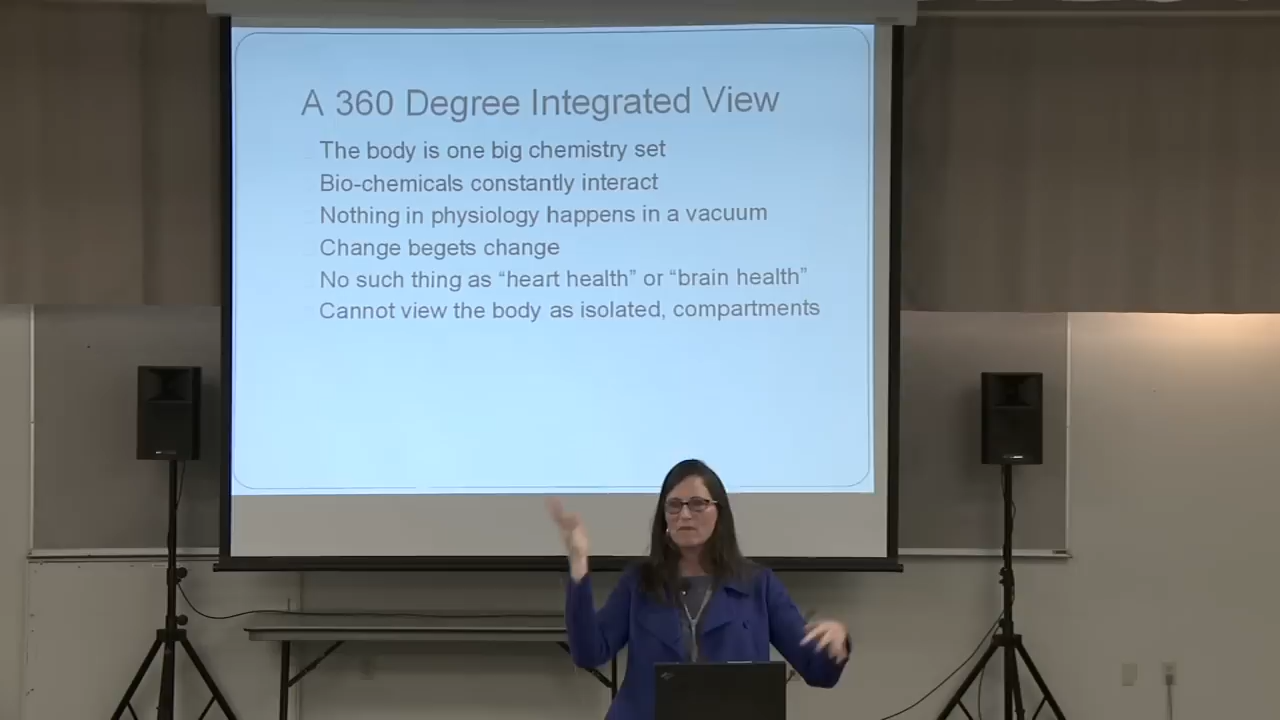 A 360 Degree Integrated View
The body is one big chemistry set
Bio-chemicals constantly interact
Nothing in physiology happens in a vacuum
Change begets change
No such thing as “heart health” or “brain health”
Cannot view the body as isolated, compartments